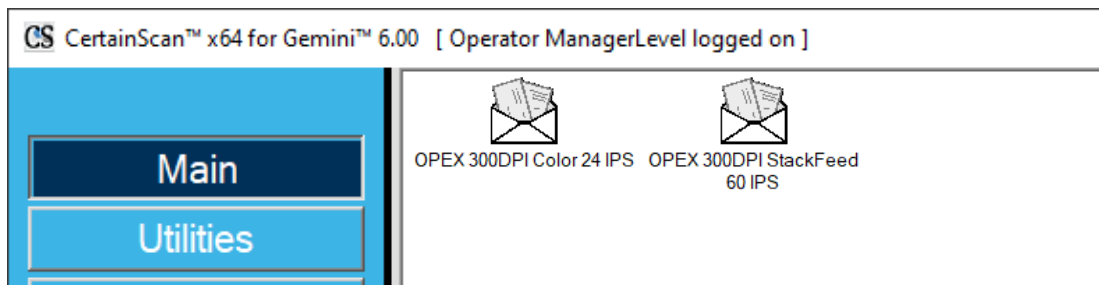 CS CertainScan™ x64 for Gemini™ 6.00 [ Operator ManagerLevel logged on ]
Main
Utilities
OPEX 300DPI Color 24 IPS
OPEX 300DPI StackFeed
60 IPS